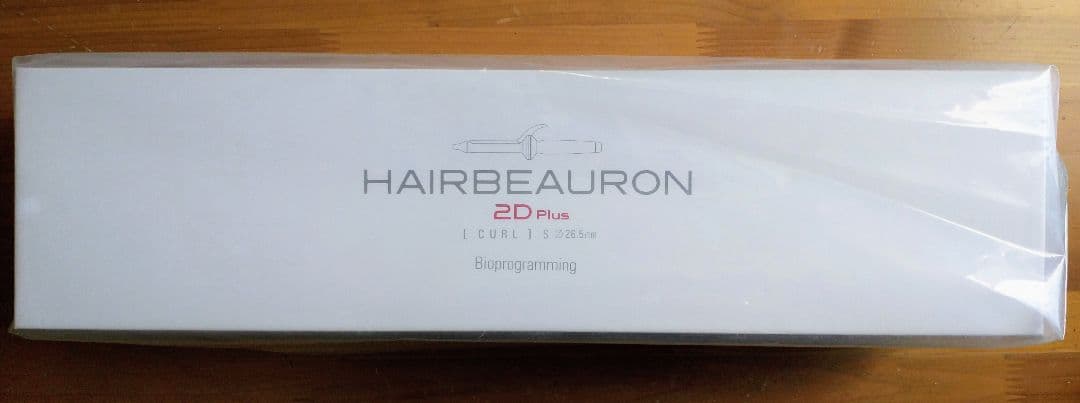 HAIRBEAURON
2D Plus
[ CURL ] S ∅26.5mm
Bioprogramming